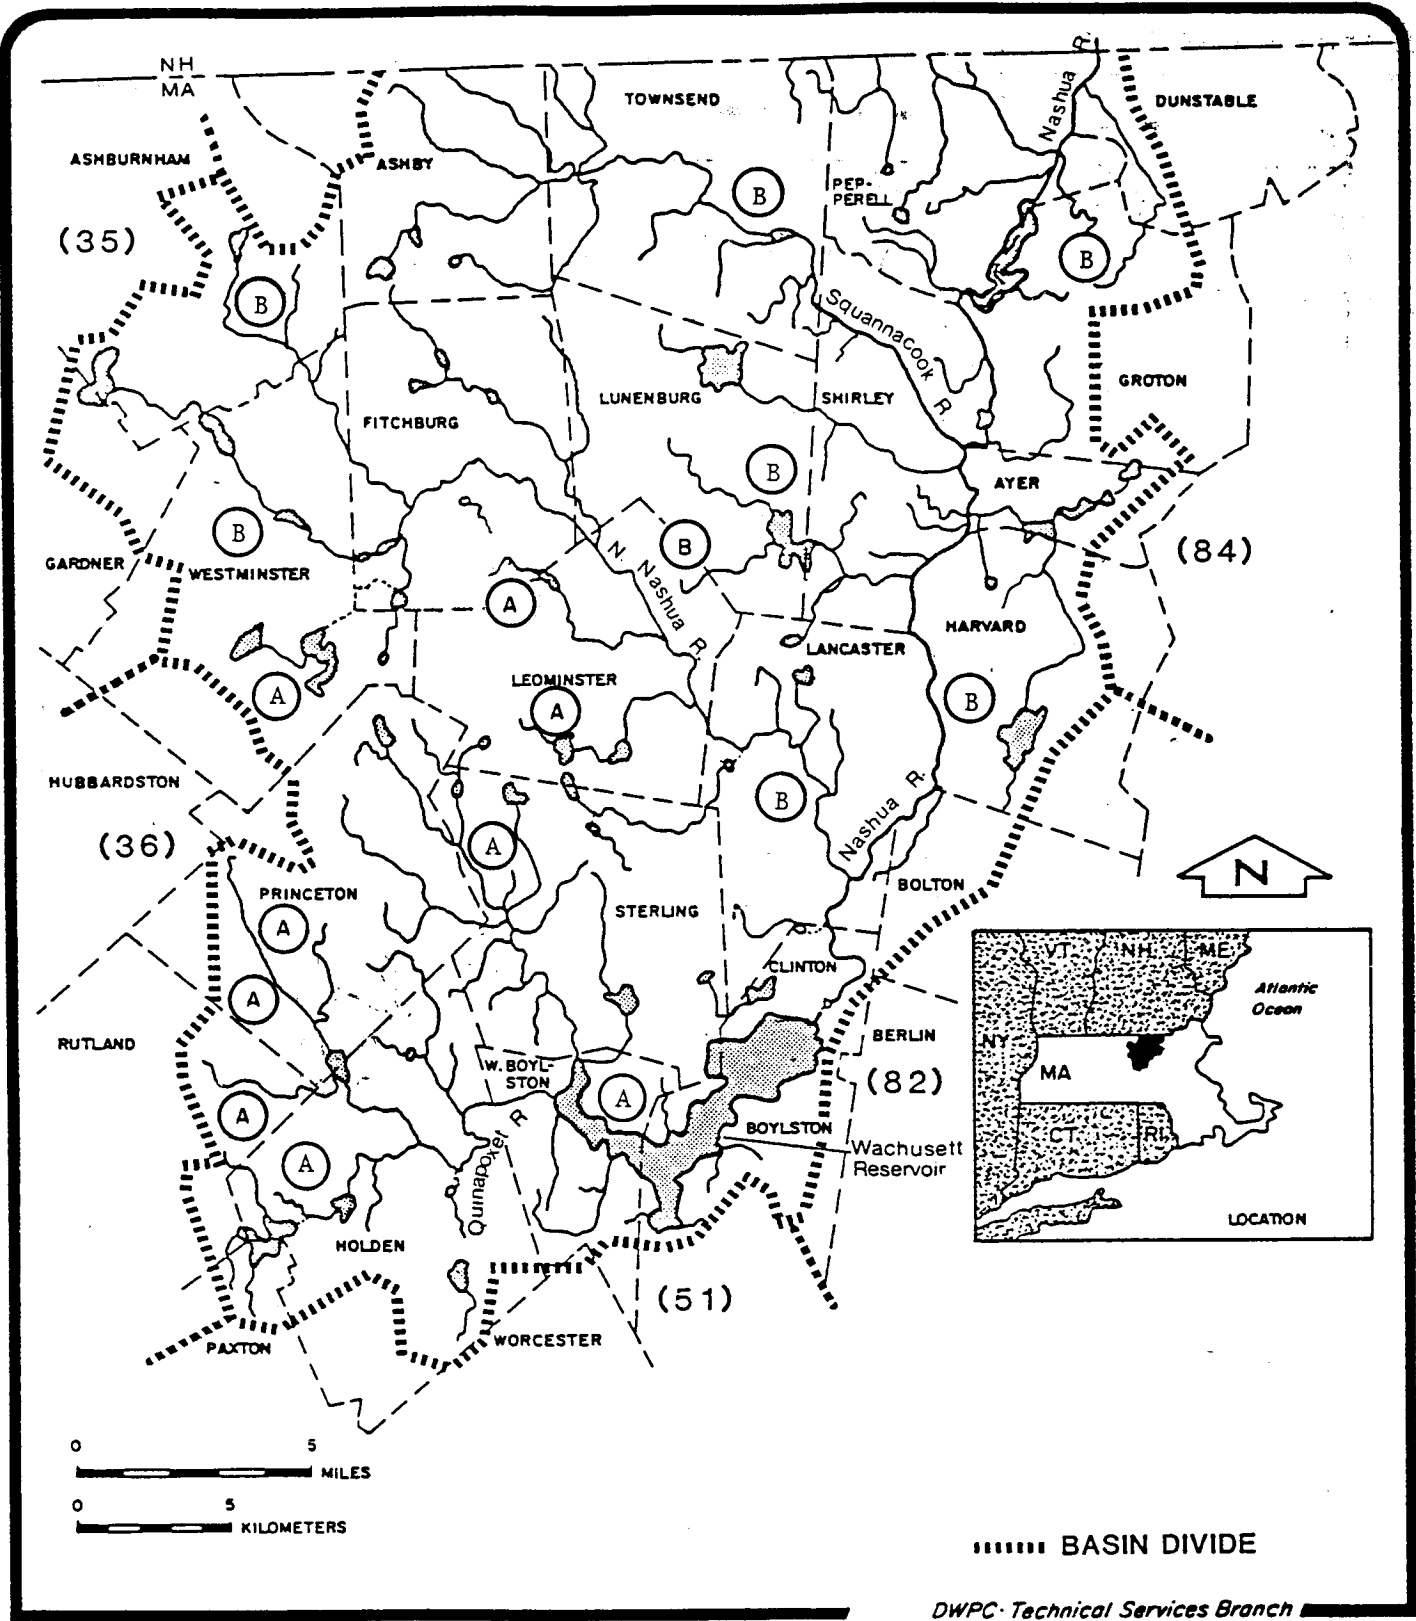 NH
MA
TOWNSEND
Nashua R.
DUNSTABLE
ASHBURNHAM
ASHBY
B
PEP-
PERELL
(35)
B
B
Squannacook R.
GROTON
LUNENBURG
SHIRLEY
FITCHBURG
B
AYER
B
B
(84)
GARDNER
WESTMINSTER
N. Nashua R.
A
HARVARD
LANCASTER
LEOMINSTER
A
A
B
HUBBARDSTON
B
Nashua R.
(36)
A
N
PRINCETON
BOLTON
STERLING
A
CLINTON
VT
NH
ME
Atlantic
Ocean
A
RUTLAND
BERLIN
NY
W. BOYL-
STON
MA
(82)
A
A
Quinapoxet R
BOYLSTON
CT
RI
Wachusett
Reservoir
A
LOCATION
HOLDEN
(51)
PAXTON
WORCESTER
0 5
MILES
0 5
KILOMETERS
BASIN DIVIDE
DWPC · Technical Services Branch